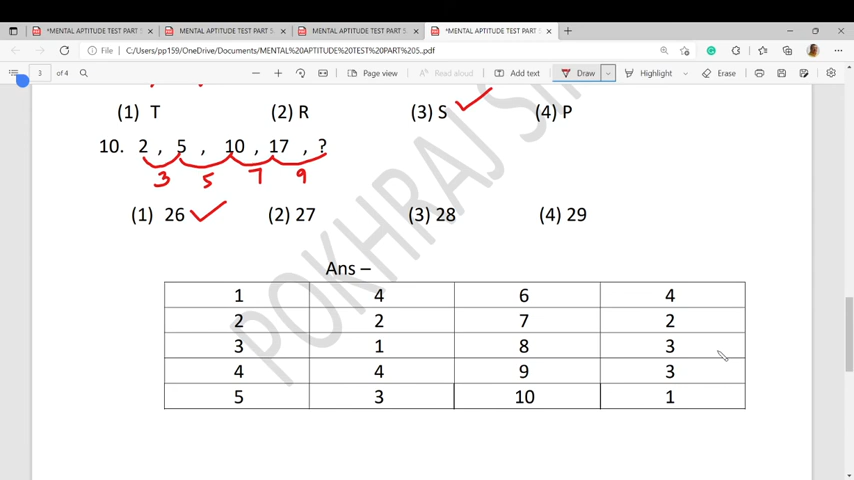 *MENTAL APTITUDE TEST PART 5..p
MENTAL APTITUDE TEST PART 5..p
MENTAL APTITUDE TEST PART 5..p
*MENTAL APTITUDE TEST PART 5..p
File | C:/Users/pp159/OneDrive/Documents/MENTAL%20APTITUDE%20TEST%20PART%205..pdf
3 of 4 Page view Read aloud Add text Draw Highlight Erase
(1) T (2) R (3) S (4) P
10. 2 , 5 , 10 , 17 , ?
3 5 7 9
(1) 26 (2) 27 (3) 28 (4) 29
POKHRAJ
Ans –
1 4 6 4
2 2 7 2
3 1 8 3
4 4 9 3
5 3 10 1